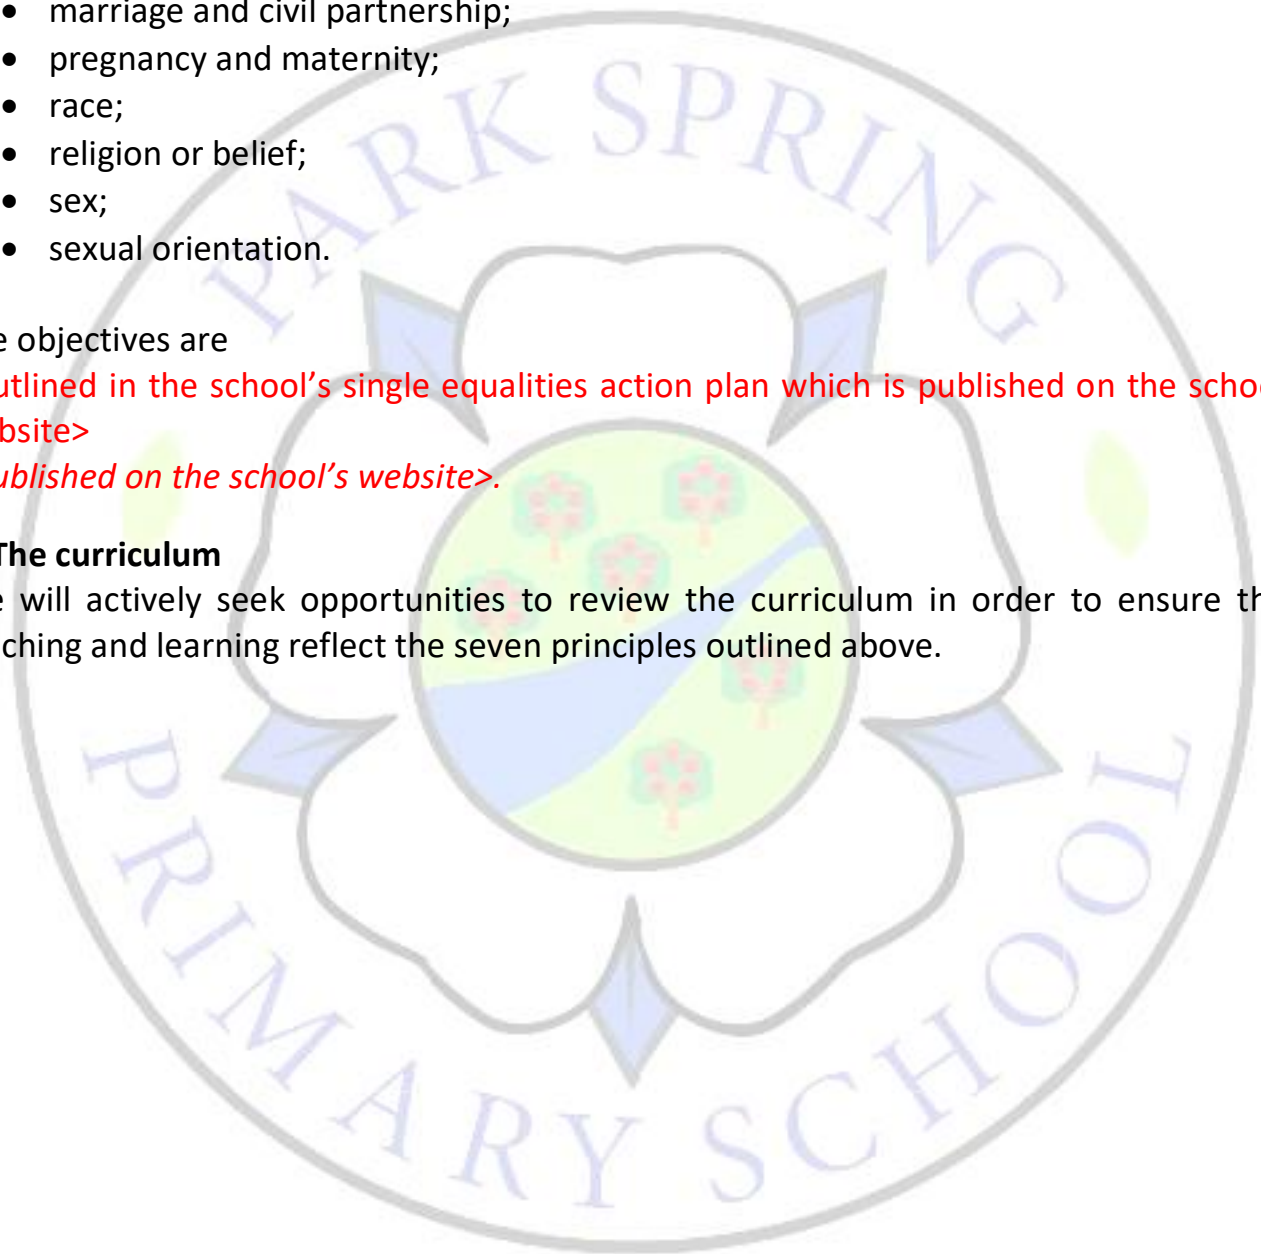 marriage and civil partnership;
• pregnancy and maternity;
• race;
• religion or belief;
• sex;
• sexual orientation.
e objectives are
utlined in the school's single equalities action plan which is published on the schoo
bsite>
ublished on the school's website>.
The curriculum
e will actively seek opportunities to review the curriculum in order to ensure th
ching and learning reflect the seven principles outlined above.
PARK SPRING
PRIMARY SCHOOL